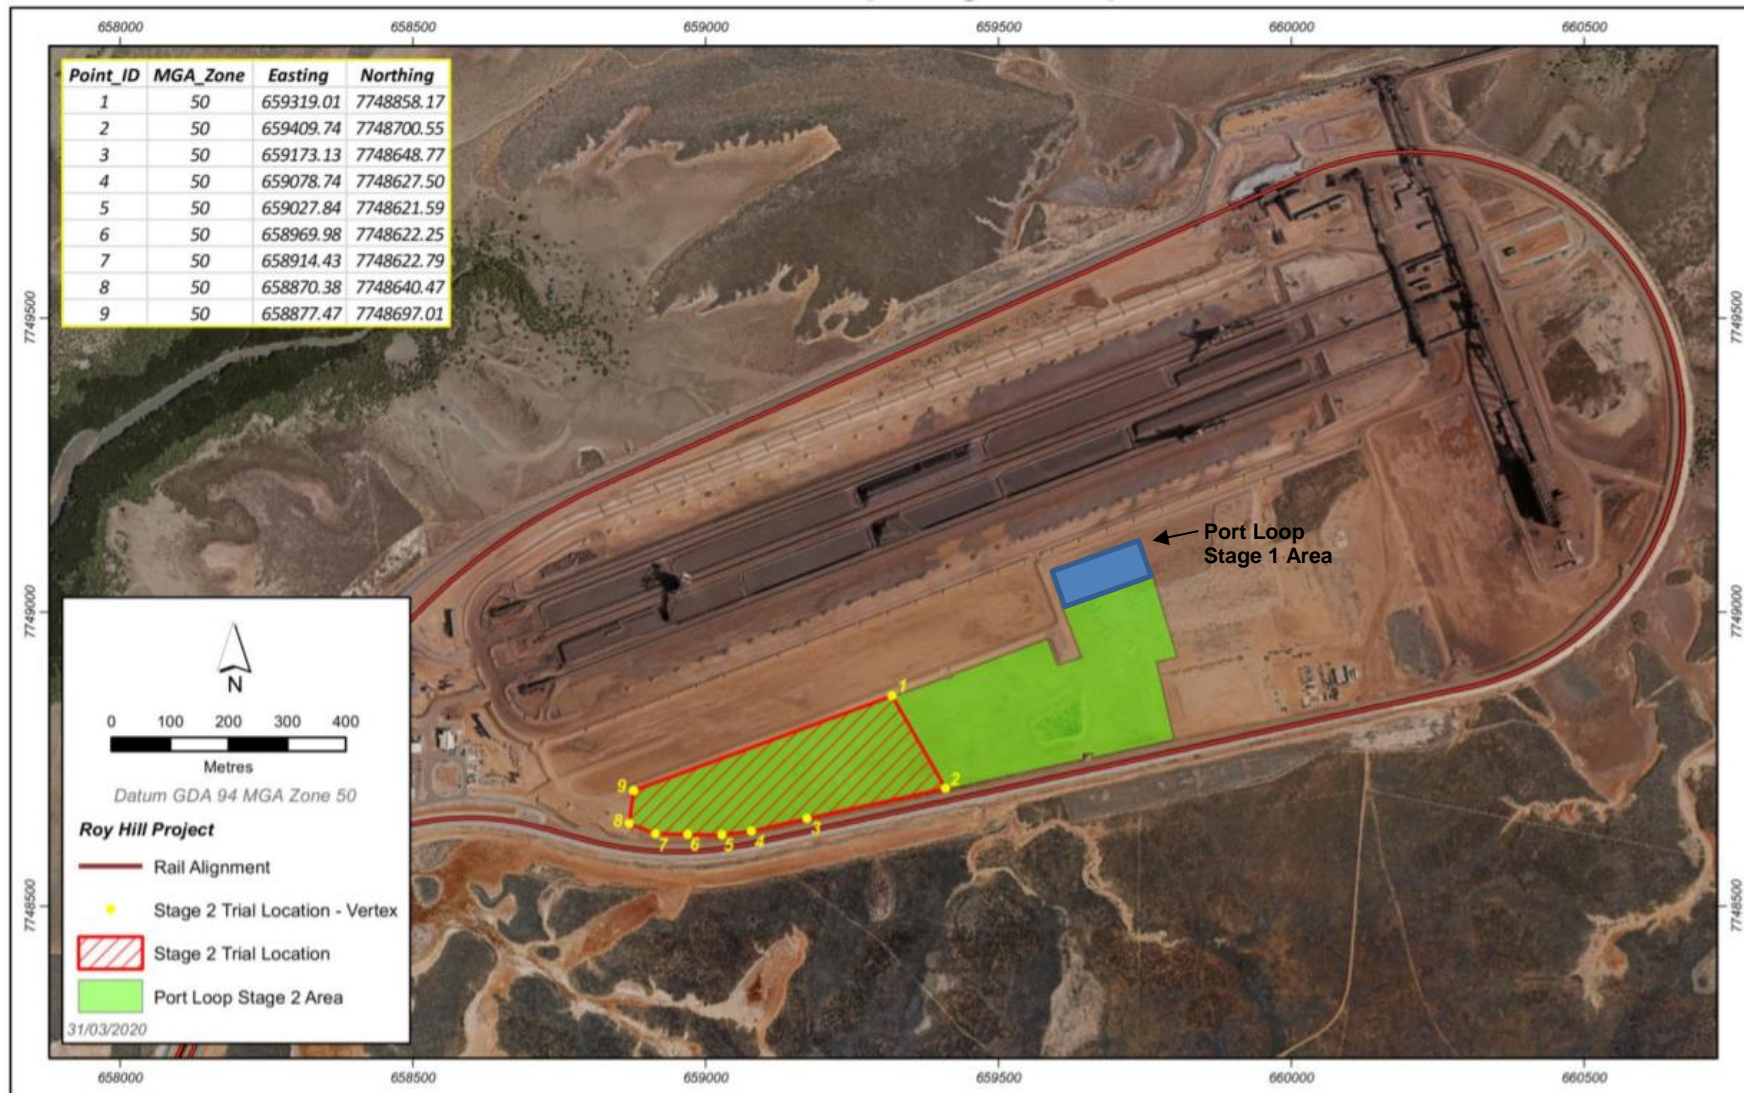 658000 658500 659000 659500 660000 660500
Point_ID MGA_Zone Easting Northing
1 50 659319.01 7748858.17
2 50 659409.74 7748700.55
3 50 659173.13 7748648.77
4 50 659078.74 7748627.50
5 50 659027.84 7748621.59
6 50 658969.98 7748622.25
7 50 658914.43 7748622.79
8 50 658870.38 7748640.47
9 50 658877.47 7748697.01
7749500
7749500
Port Loop
Stage 1 Area
7749000
7749000
1
2
3
4
5
6
7
8
9
N
0 100 200 300 400
Metres
Datum GDA 94 MGA Zone 50
Roy Hill Project
Rail Alignment
Stage 2 Trial Location - Vertex
Stage 2 Trial Location
Port Loop Stage 2 Area
31/03/2020
7748500
7748500
658000 658500 659000 659500 660000 660500